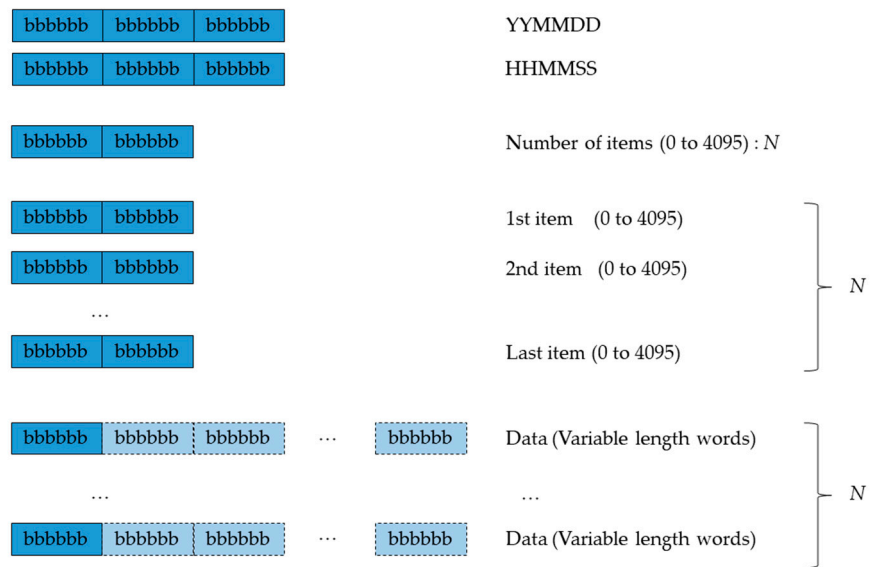 bbbbbb bbbbbb bbbbbb YYMMDD
bbbbbb bbbbbb bbbbbb HHMMSS
bbbbbb bbbbbb Number of items (0 to 4095) : N
bbbbbb bbbbbb 1st item (0 to 4095)
bbbbbb bbbbbb 2nd item (0 to 4095)
… N
bbbbbb bbbbbb Last item (0 to 4095)
bbbbbb bbbbbb bbbbbb … bbbbbb Data (Variable length words)
… … N
bbbbbb bbbbbb bbbbbb … bbbbbb Data (Variable length words)